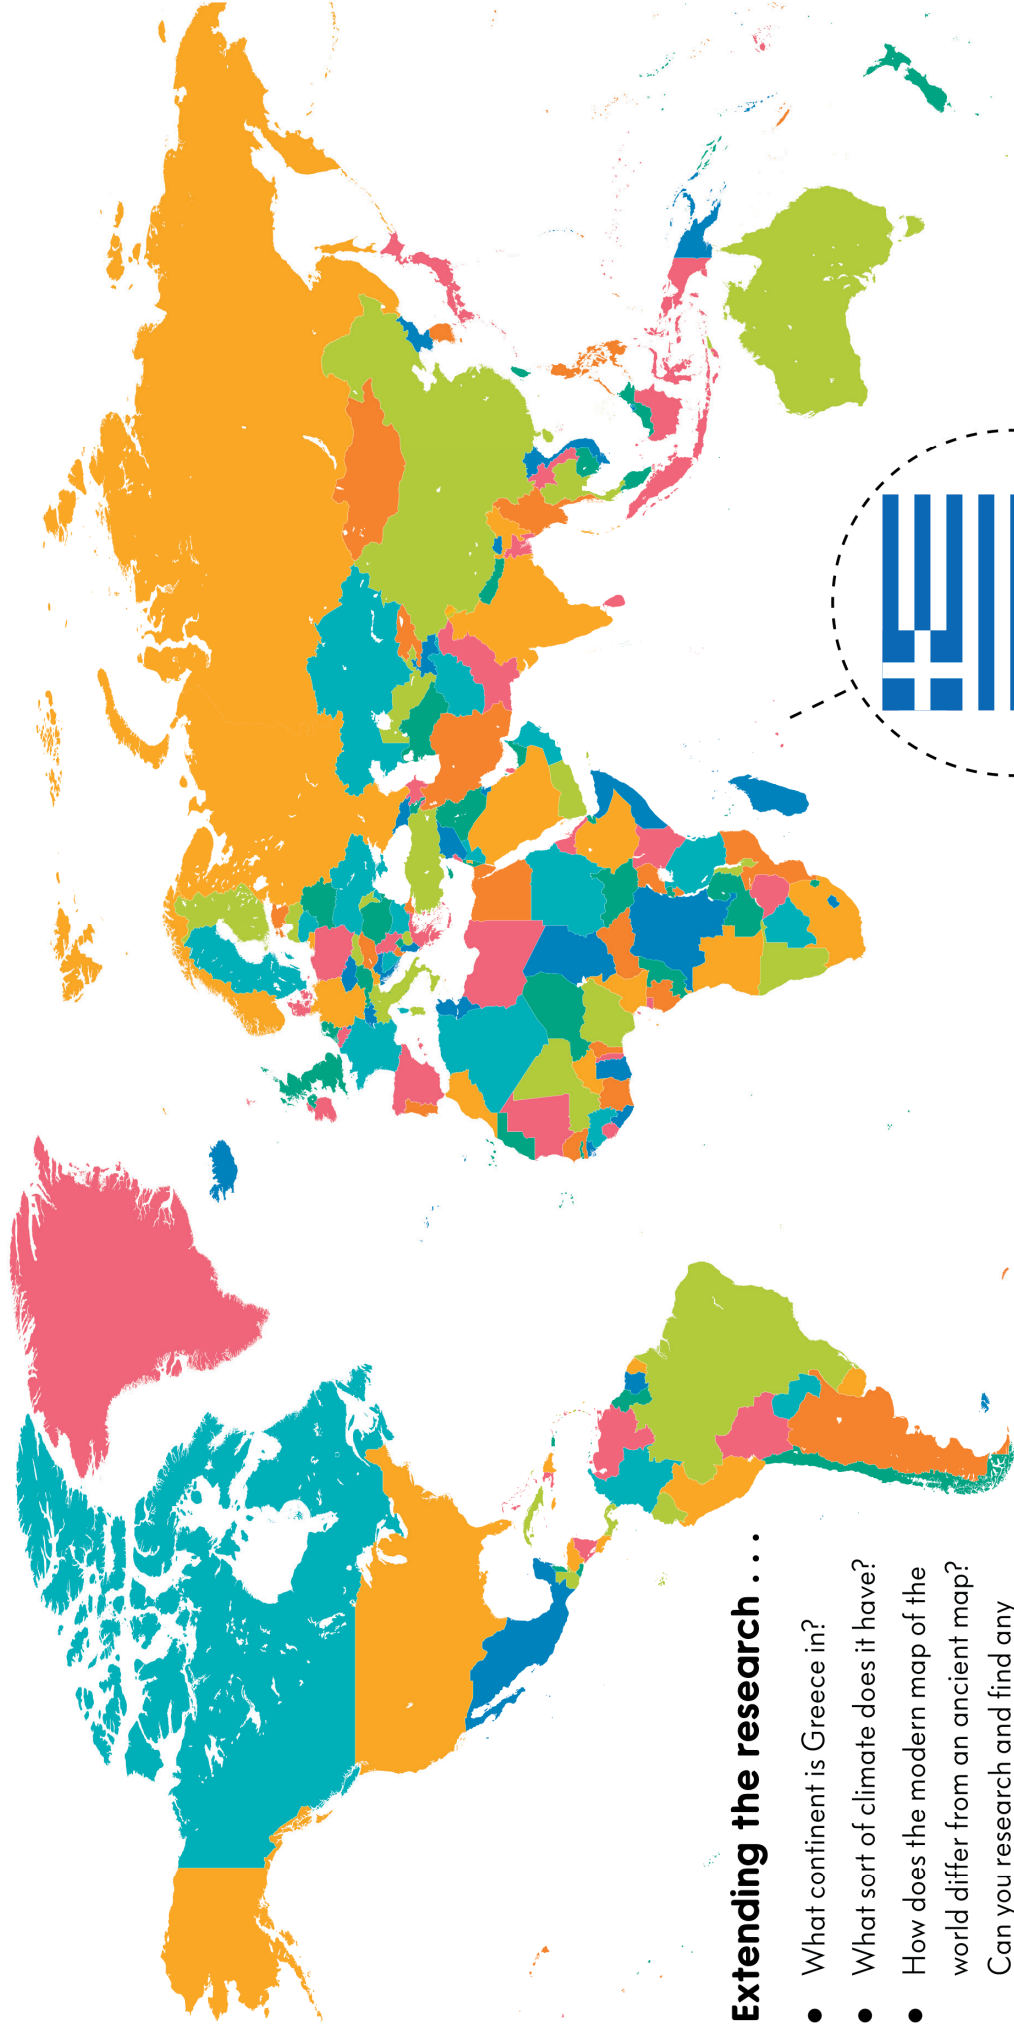 Extending the research . . . .
● What continent is Greece in?
● What sort of climate does it have?
● How does the modern map of the
world differ from an ancient map?
Can you research and find any